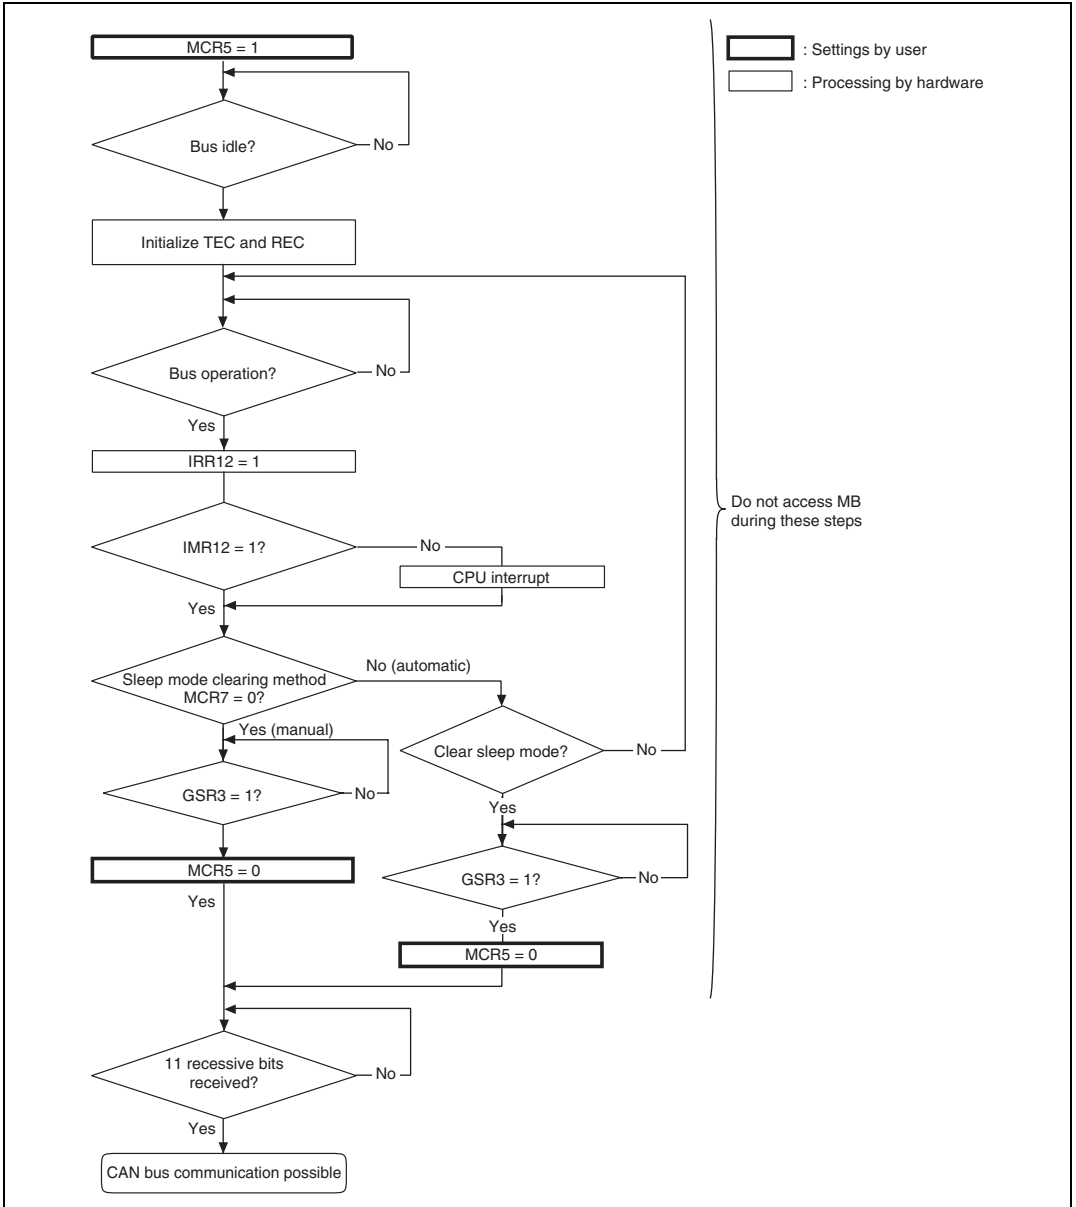 MCR5 = 1
: Settings by user
: Processing by hardware
Bus idle?
No
Initialize TEC and REC
Bus operation?
No
Yes
IRR12 = 1
Do not access MB
during these steps
IMR12 = 1?
No
CPU interrupt
Yes
Sleep mode clearing method
MCR7 = 0?
No (automatic)
Yes (manual)
Clear sleep mode?
No
GSR3 = 1?
No
Yes
MCR5 = 0
Yes
GSR3 = 1?
No
Yes
MCR5 = 0
11 recessive bits
received?
No
Yes
CAN bus communication possible